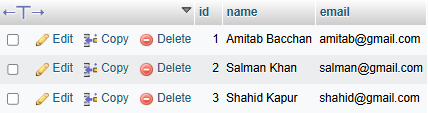 id name email
Edit Copy Delete 1 Amitab Bacchan amitab@gmail.com
Edit Copy Delete 2 Salman Khan salman@gmail.com
Edit Copy Delete 3 Shahid Kapur shahid@gmail.com